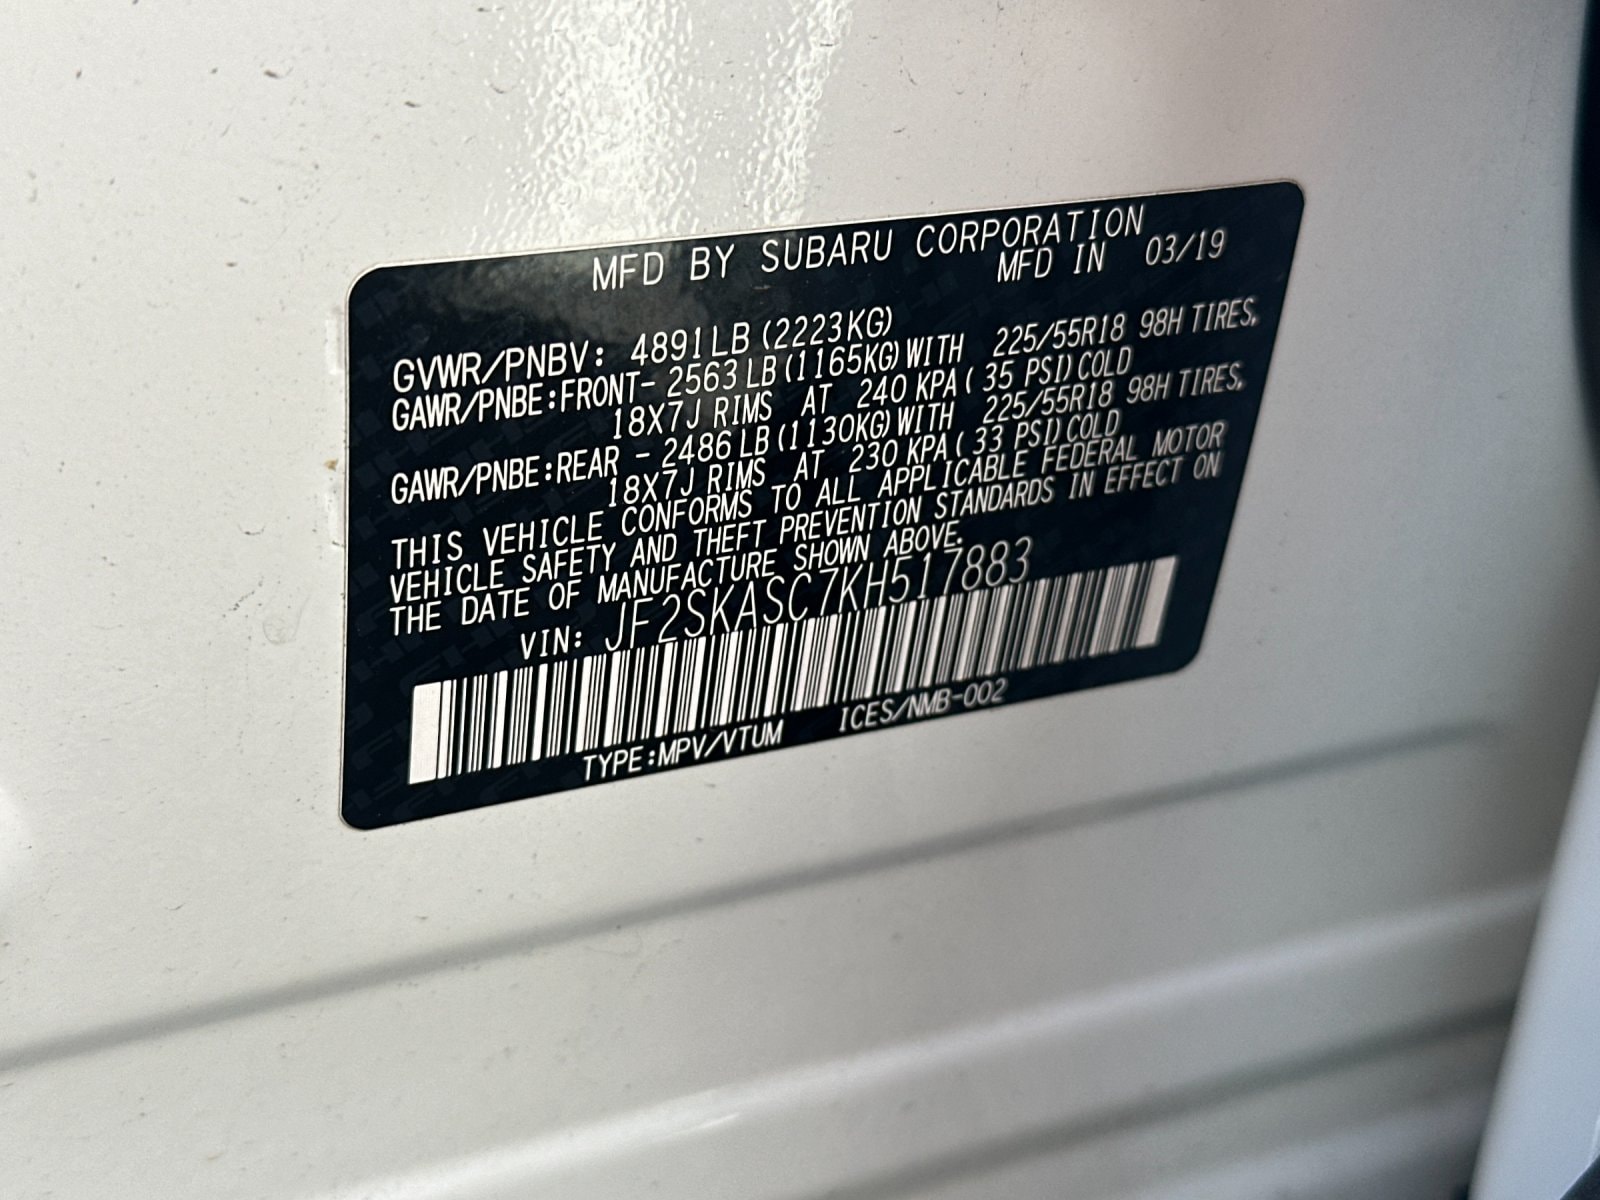 MFD BY SUBARU CORPORATION
MFD IN 03/19
GVWR/PNBV: 4891LB (2223KG)
GAWR/PNBE:FRONT- 2563 LB (1165KG) WITH 225/55R18 98H TIRES,
18X7J RIMS AT 240 KPA ( 35 PSI) COLD
GAWR/PNBE:REAR - 2486 LB (1130KG) WITH 225/55R18 98H TIRES,
18X7J RIMS AT 230 KPA ( 33 PSI) COLD
THIS VEHICLE CONFORMS TO ALL APPLICABLE FEDERAL MOTOR
VEHICLE SAFETY AND THEFT PREVENTION STANDARDS IN EFFECT ON
THE DATE OF MANUFACTURE SHOWN ABOVE.
VIN: JF2SKASC7KH517883
TYPE:MPV/VTUM ICES/NMB-002